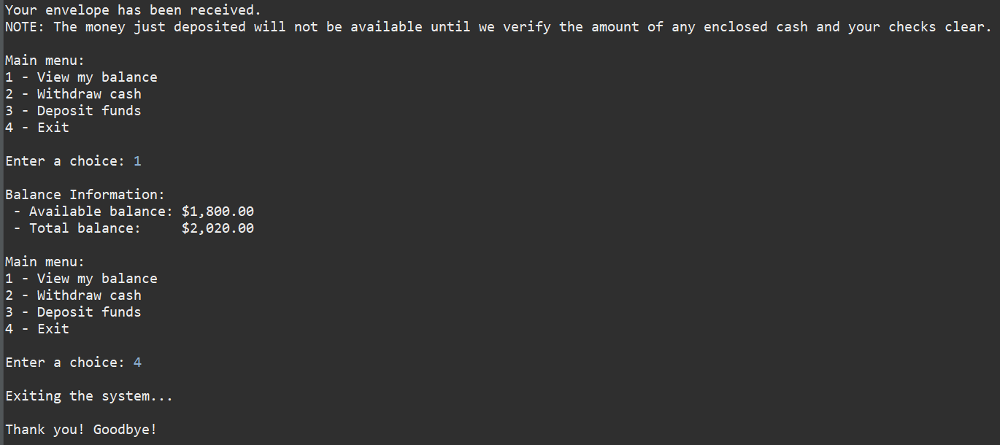 Your envelope has been received.
NOTE: The money just deposited will not be available until we verify the amount of any enclosed cash and your checks clear.
Main menu:
1 - View my balance
2 - Withdraw cash
3 - Deposit funds
4 - Exit
Enter a choice: 1
Balance Information:
 - Available balance: $1,800.00
 - Total balance:     $2,020.00
Main menu:
1 - View my balance
2 - Withdraw cash
3 - Deposit funds
4 - Exit
Enter a choice: 4
Exiting the system...
Thank you! Goodbye!